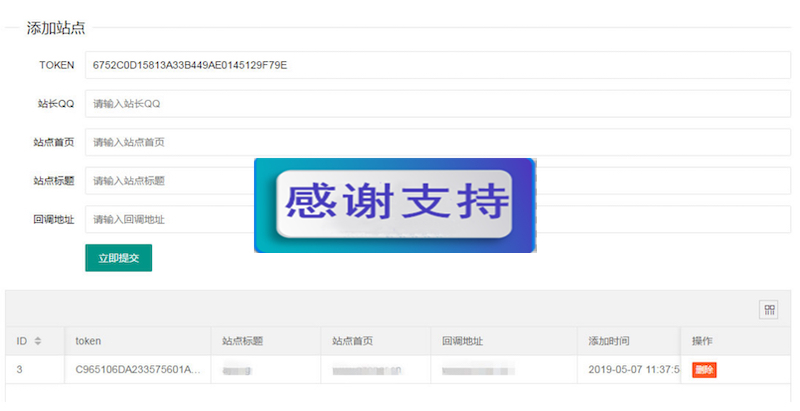 添加站点
TOKEN 6752C0D15813A33B449AE0145129F79E
站长QQ 请输入站长QQ
站点首页 请输入站点首页
站点标题 请输入站点标题
感谢支持
回调地址 请输入回调地址
立即提交
ID token 站点标题 站点首页 回调地址 添加时间 操作
3 C965106DA233575601A... 2019-05-07 11:37:5 删除